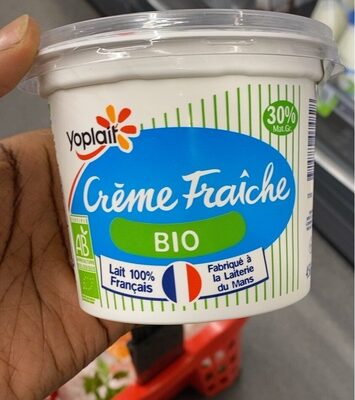 yoplait
30%
Mat.Gr.
Crème Fraîche
BIO
AB
Lait 100%
Français
Fabriqué à
la Laiterie
du Mans